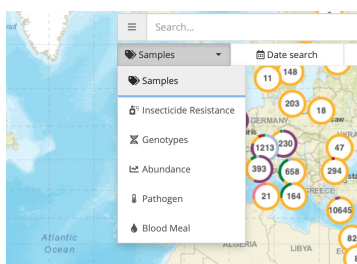 Search...
Samples
Date search
Samples
Insecticide Resistance
Genotypes
Abundance
Pathogen
Blood Meal
11
148
203
18
GERMANY
1213
230
47
393
658
294
21
164
10645
82
Atlantic
Ocean
ALGERIA
LIBYA